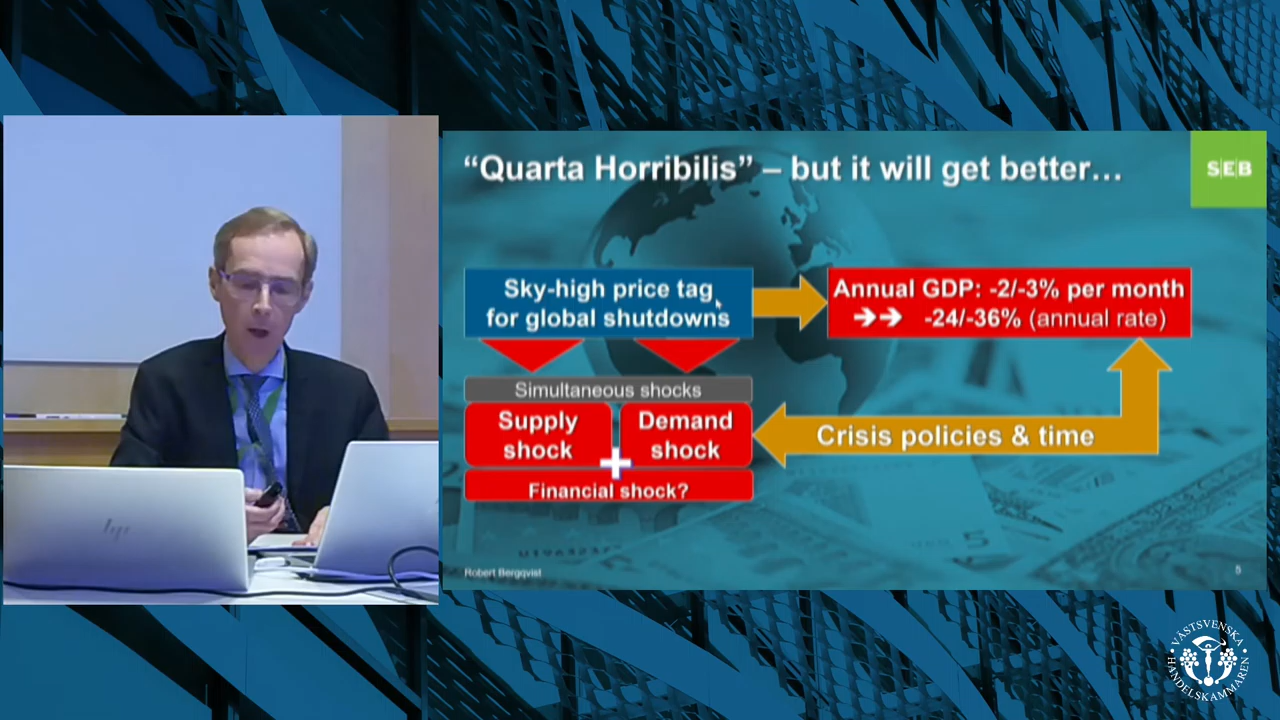 “Quarta Horribilis” – but it will get better…
SEB
Sky-high price tag
for global shutdowns
Annual GDP: -2/-3% per month
➔➔ -24/-36% (annual rate)
Simultaneous shocks
Supply
shock
+
Demand
shock
Crisis policies & time
Financial shock?
hp
Robert Bergqvist
5
VÄSTSVENSKA
HANDELSKAMMAREN